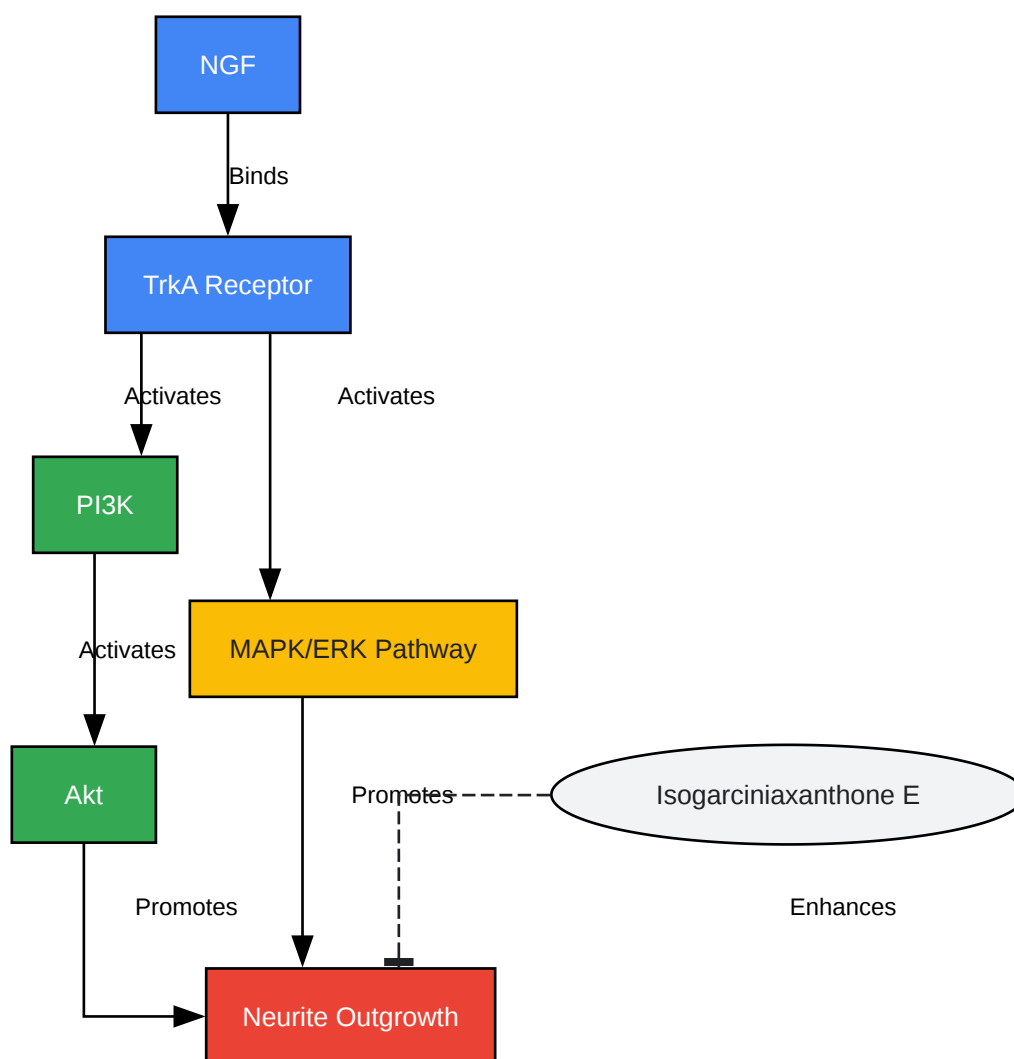 NGF
Binds
TrkA Receptor
Activates
Activates
PI3K
Activates
MAPK/ERK Pathway
Akt
Promotes
Isogarciniaxanthone E
Promotes
Enhances
Neurite Outgrowth